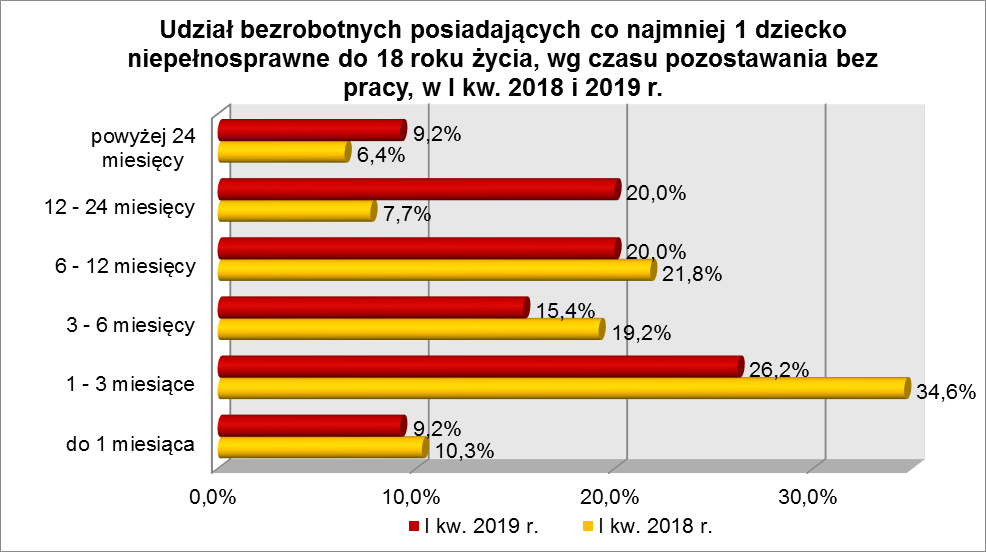 Udział bezrobotnych posiadających co najmniej 1 dziecko
niepełnosprawne do 18 roku życia, wg czasu pozostawania bez
pracy, w I kw. 2018 i 2019 r.
powyżej 24
miesięcy
9,2%
6,4%
12 - 24 miesięcy
20,0%
7,7%
6 - 12 miesięcy
20,0%
21,8%
3 - 6 miesięcy
15,4%
19,2%
1 - 3 miesiące
26,2%
34,6%
do 1 miesiąca
9,2%
10,3%
0,0% 10,0% 20,0% 30,0%
I kw. 2019 r. I kw. 2018 r.